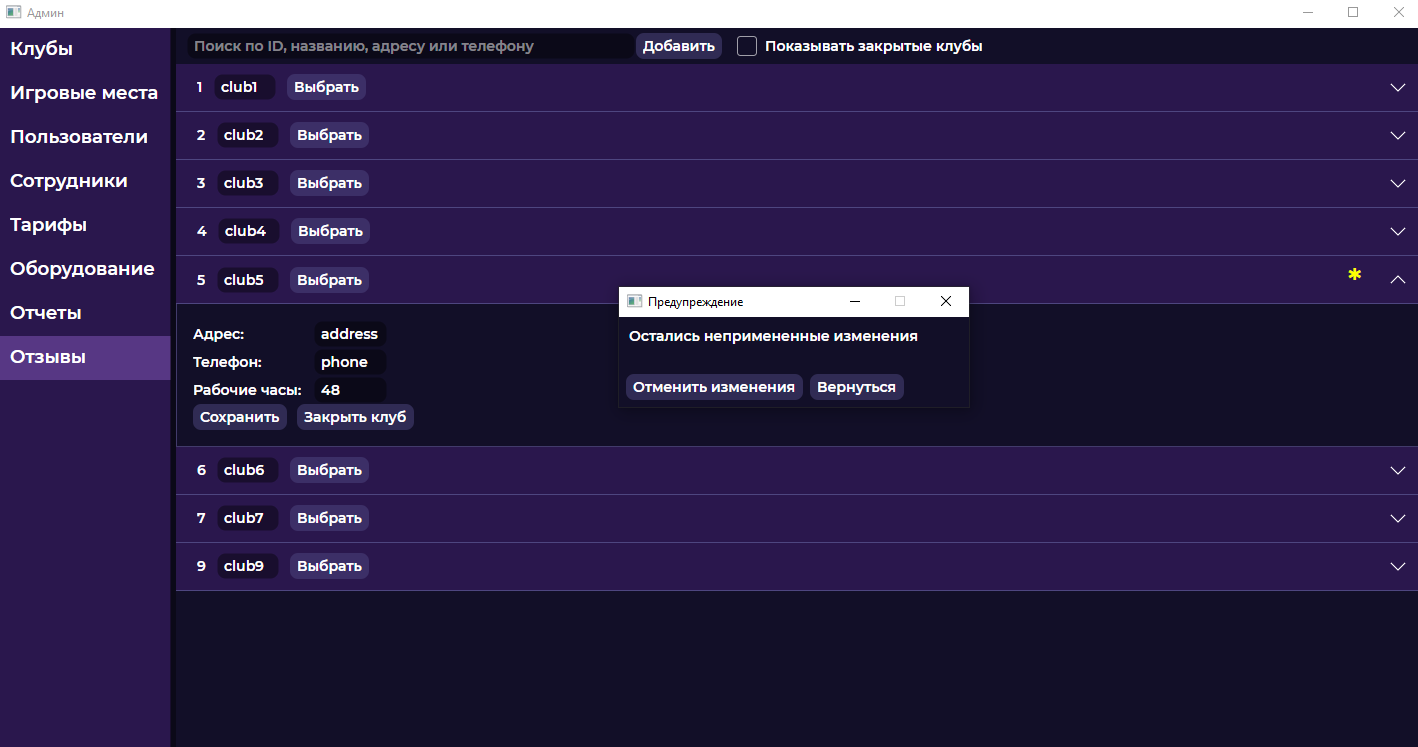 Админ
Клубы
Игровые места
Пользователи
Сотрудники
Тарифы
Оборудование
Отчеты
Отзывы
Поиск по ID, названию, адресу или телефону Добавить Показывать закрытые клубы
1 club1 Выбрать
2 club2 Выбрать
3 club3 Выбрать
4 club4 Выбрать
5 club5 Выбрать *
Адрес: address
Телефон: phone
Рабочие часы: 48
Сохранить Закрыть клуб
Предупреждение
Остались непримененные изменения
Отменить изменения Вернуться
6 club6 Выбрать
7 club7 Выбрать
9 club9 Выбрать